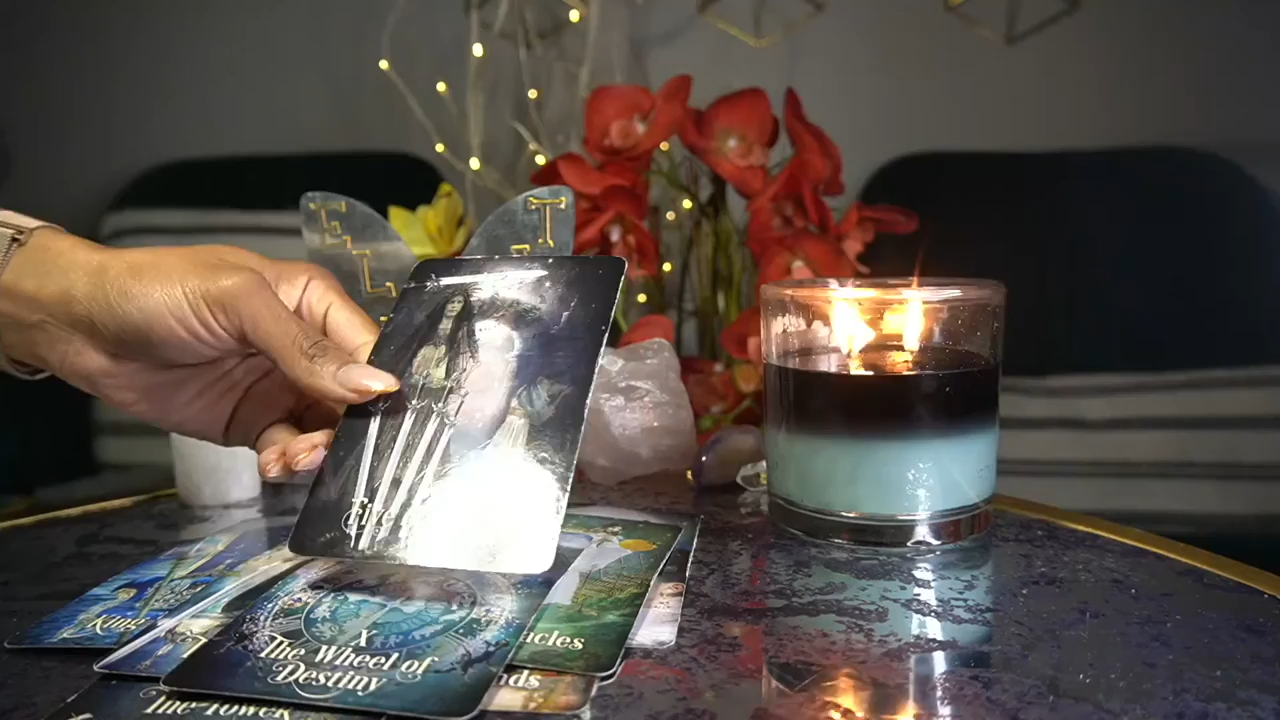 E
L
I
Five
King
X
The Wheel of
Destiny
acles
nds
The Tower